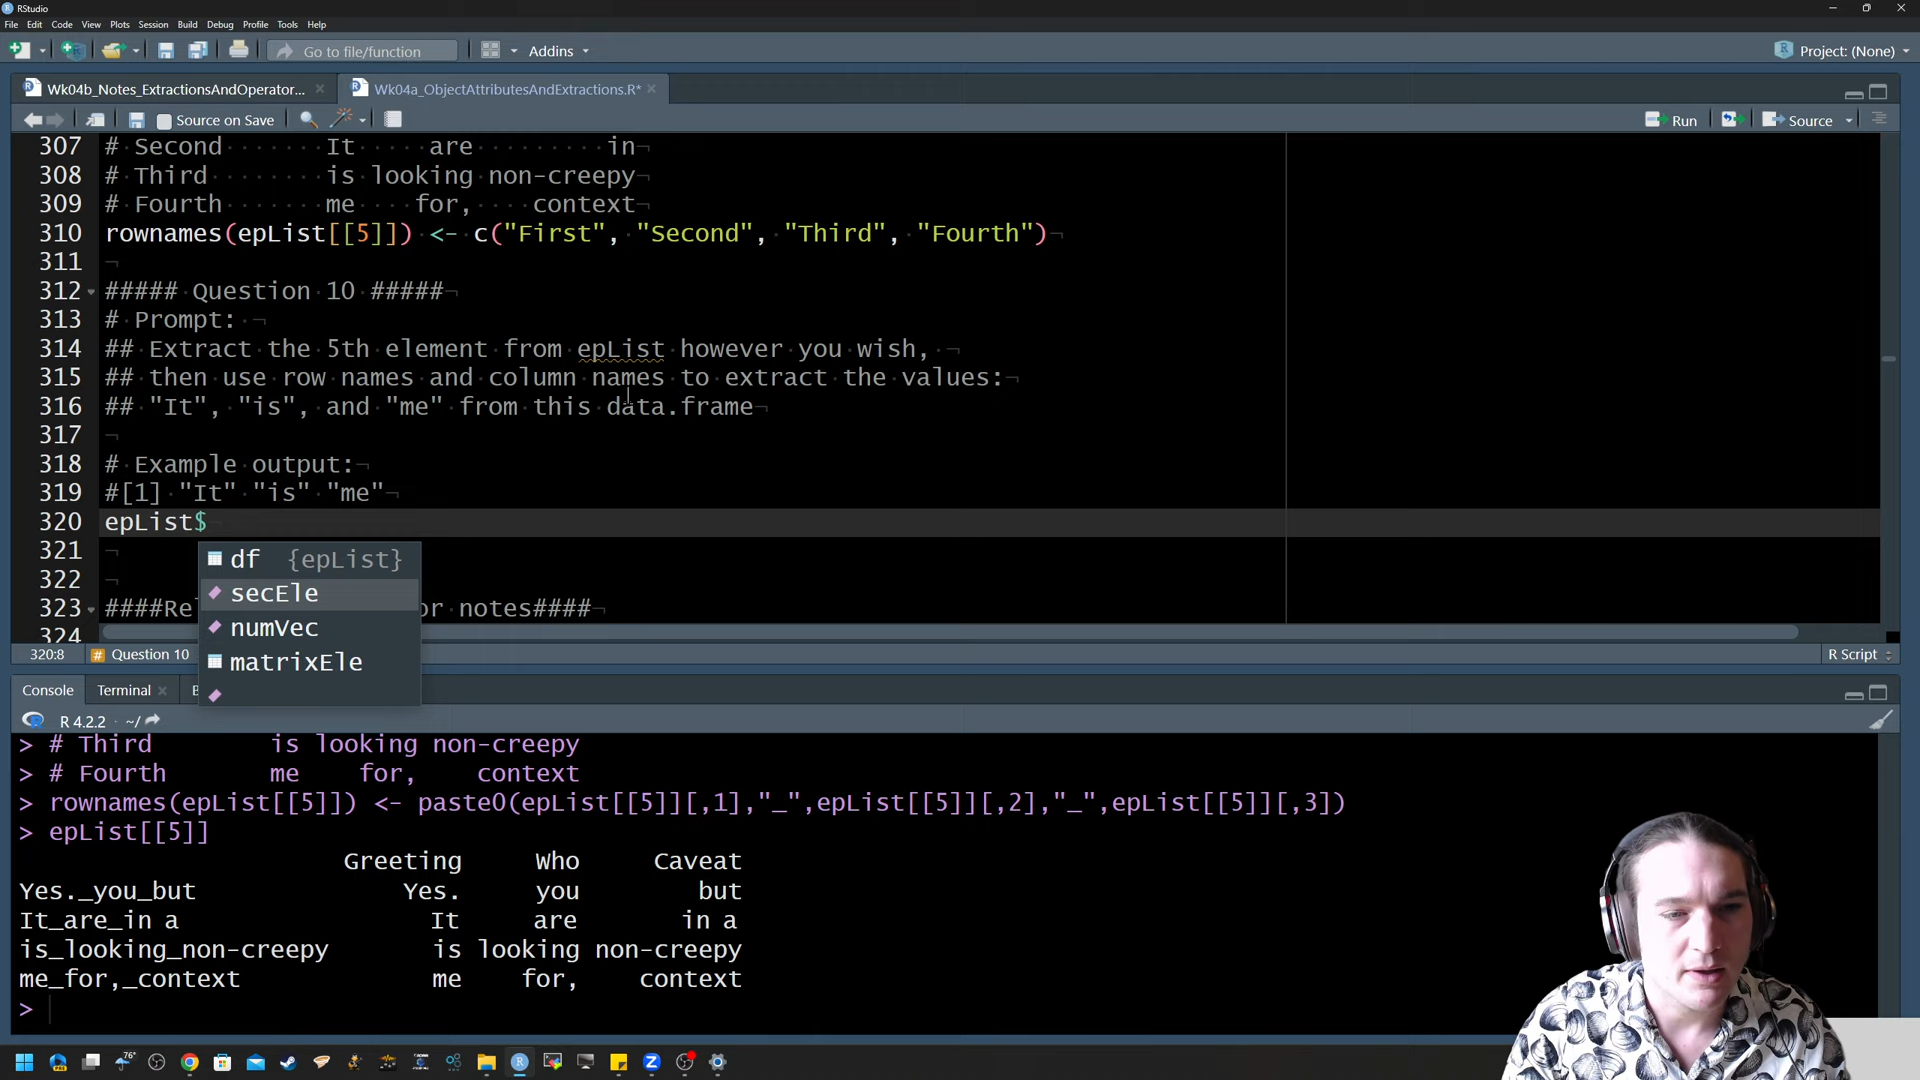 RStudio
File Edit Code View Plots Session Build Debug Profile Tools Help
Go to file/function Addins Project: (None)
Wk04b_Notes_ExtractionsAndOperator... Wk04a_ObjectAttributesAndExtractions.R*
Source on Save Run Source
307 # Second It are in
308 # Third is looking non-creepy
309 # Fourth me for, context
310 rownames(epList[[5]]) <- c("First", "Second", "Third", "Fourth")
311
312 ##### Question 10 #####
313 # Prompt:
314 ## Extract the 5th element from epList however you wish,
315 ## then use row names and column names to extract the values:
316 ## "It", "is", and "me" from this data.frame
317
318 # Example output:
319 #[1] "It" "is" "me"
320 epList$
321
322
323 ####Re or notes####
324
df {epList}
secEle
numVec
matrixEle
320:8 # Question 10 R Script
Console Terminal B
R 4.2.2 · ~/
> # Third is looking non-creepy
> # Fourth me for, context
> rownames(epList[[5]]) <- paste0(epList[[5]][,1],"_",epList[[5]][,2],"_",epList[[5]][,3])
> epList[[5]]
Greeting Who Caveat
Yes._you_but Yes. you but
It_are_in a It are in a
is_looking_non-creepy is looking non-creepy
me_for,_context me for, context
>
76°